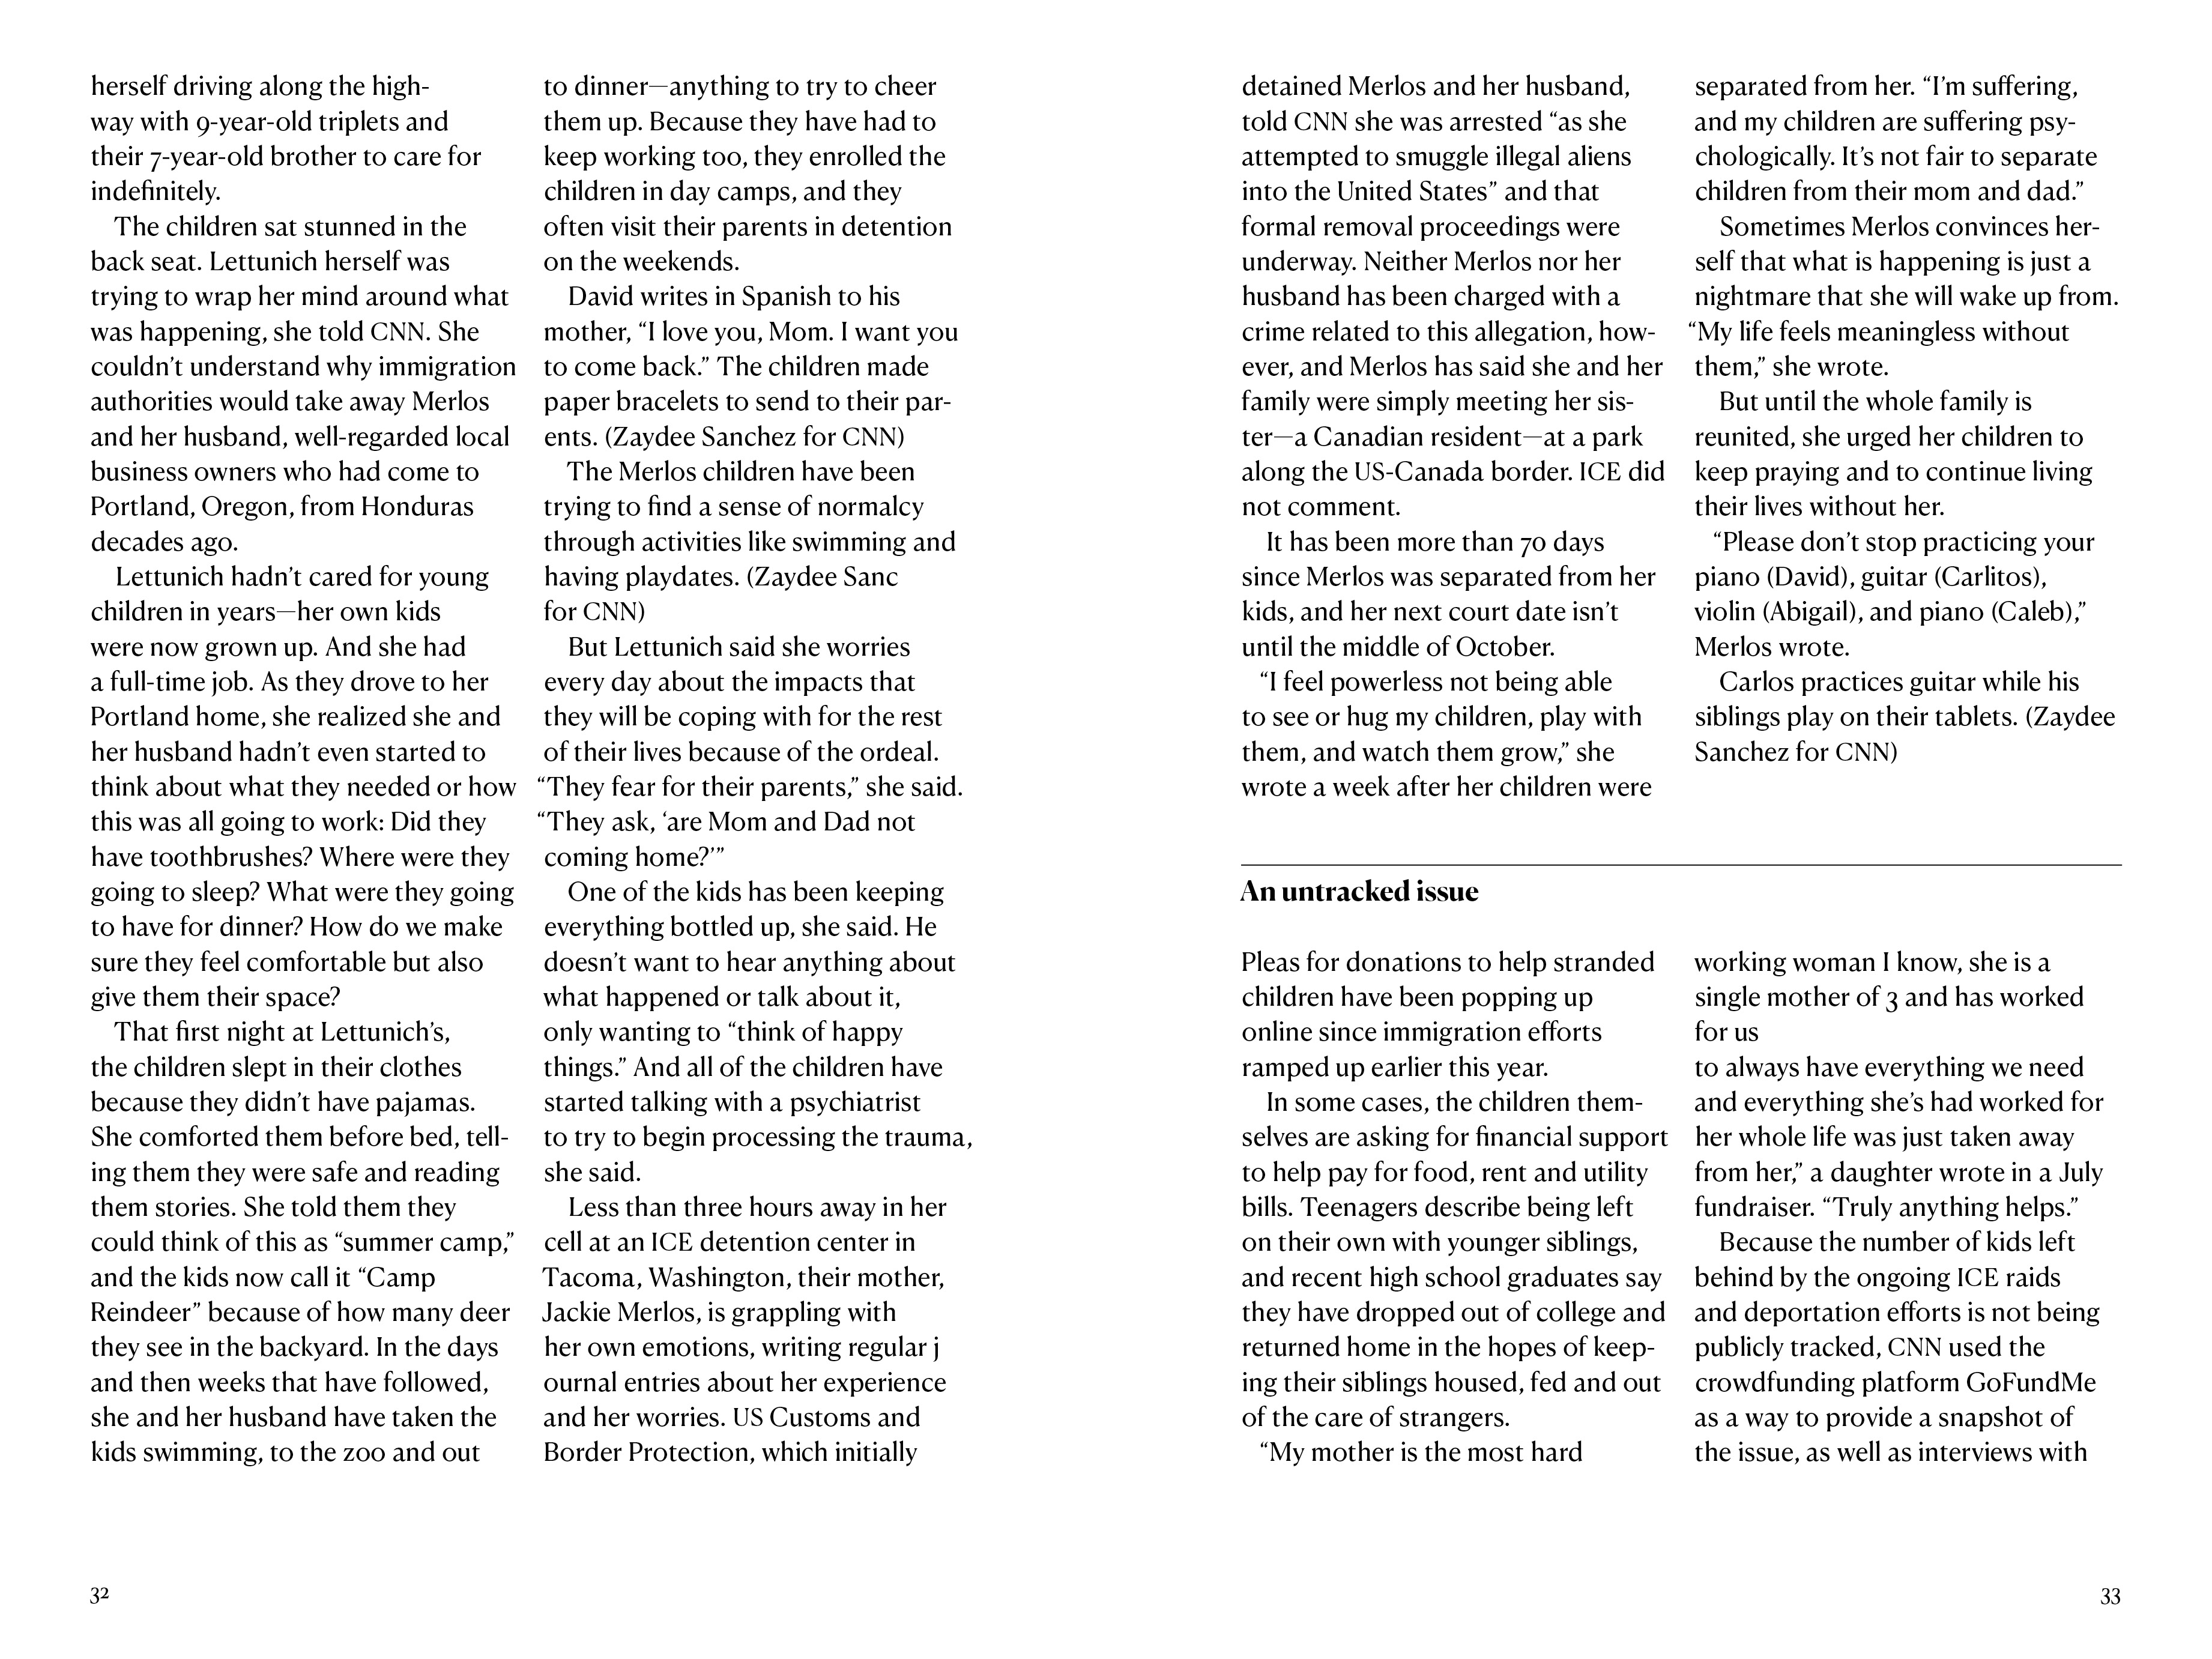 herself driving along the high-
way with 9-year-old triplets and
their 7-year-old brother to care for
indefinitely.
The children sat stunned in the
back seat. Lettunich herself was
trying to wrap her mind around what
was happening, she told CNN. She
couldn’t understand why immigration
authorities would take away Merlos
and her husband, well-regarded local
business owners who had come to
Portland, Oregon, from Honduras
decades ago.
Lettunich hadn’t cared for young
children in years—her own kids
were now grown up. And she had
a full-time job. As they drove to her
Portland home, she realized she and
her husband hadn’t even started to
think about what they needed or how
this was all going to work: Did they
have toothbrushes? Where were they
going to sleep? What were they going
to have for dinner? How do we make
sure they feel comfortable but also
give them their space?
That first night at Lettunich’s,
the children slept in their clothes
because they didn’t have pajamas.
She comforted them before bed, tell-
ing them they were safe and reading
them stories. She told them they
could think of this as “summer camp,”
and the kids now call it “Camp
Reindeer” because of how many deer
they see in the backyard. In the days
and then weeks that have followed,
she and her husband have taken the
kids swimming, to the zoo and out
to dinner—anything to try to cheer
them up. Because they have had to
keep working too, they enrolled the
children in day camps, and they
often visit their parents in detention
on the weekends.
David writes in Spanish to his
mother, “I love you, Mom. I want you
to come back.” The children made
paper bracelets to send to their par-
ents. (Zaydee Sanchez for CNN)
The Merlos children have been
trying to find a sense of normalcy
through activities like swimming and
having playdates. (Zaydee Sanc
for CNN)
But Lettunich said she worries
every day about the impacts that
they will be coping with for the rest
of their lives because of the ordeal.
“They fear for their parents,” she said.
“They ask, ‘are Mom and Dad not
coming home?’”
One of the kids has been keeping
everything bottled up, she said. He
doesn’t want to hear anything about
what happened or talk about it,
only wanting to “think of happy
things.” And all of the children have
started talking with a psychiatrist
to try to begin processing the trauma,
she said.
Less than three hours away in her
cell at an ICE detention center in
Tacoma, Washington, their mother,
Jackie Merlos, is grappling with
her own emotions, writing regular j
ournal entries about her experience
and her worries. US Customs and
Border Protection, which initially
32
detained Merlos and her husband,
told CNN she was arrested “as she
attempted to smuggle illegal aliens
into the United States” and that
formal removal proceedings were
underway. Neither Merlos nor her
husband has been charged with a
crime related to this allegation, how-
ever, and Merlos has said she and her
family were simply meeting her sis-
ter—a Canadian resident—at a park
along the US-Canada border. ICE did
not comment.
It has been more than 70 days
since Merlos was separated from her
kids, and her next court date isn’t
until the middle of October.
“I feel powerless not being able
to see or hug my children, play with
them, and watch them grow,” she
wrote a week after her children were
separated from her. “I’m suffering,
and my children are suffering psy-
chologically. It’s not fair to separate
children from their mom and dad.”
Sometimes Merlos convinces her-
self that what is happening is just a
nightmare that she will wake up from.
“My life feels meaningless without
them,” she wrote.
But until the whole family is
reunited, she urged her children to
keep praying and to continue living
their lives without her.
“Please don’t stop practicing your
piano (David), guitar (Carlitos),
violin (Abigail), and piano (Caleb),”
Merlos wrote.
Carlos practices guitar while his
siblings play on their tablets. (Zaydee
Sanchez for CNN)
An untracked issue
Pleas for donations to help stranded
children have been popping up
online since immigration efforts
ramped up earlier this year.
In some cases, the children them-
selves are asking for financial support
to help pay for food, rent and utility
bills. Teenagers describe being left
on their own with younger siblings,
and recent high school graduates say
they have dropped out of college and
returned home in the hopes of keep-
ing their siblings housed, fed and out
of the care of strangers.
“My mother is the most hard
working woman I know, she is a
single mother of 3 and has worked
for us
to always have everything we need
and everything she’s had worked for
her whole life was just taken away
from her,” a daughter wrote in a July
fundraiser. “Truly anything helps.”
Because the number of kids left
behind by the ongoing ICE raids
and deportation efforts is not being
publicly tracked, CNN used the
crowdfunding platform GoFundMe
as a way to provide a snapshot of
the issue, as well as interviews with
33